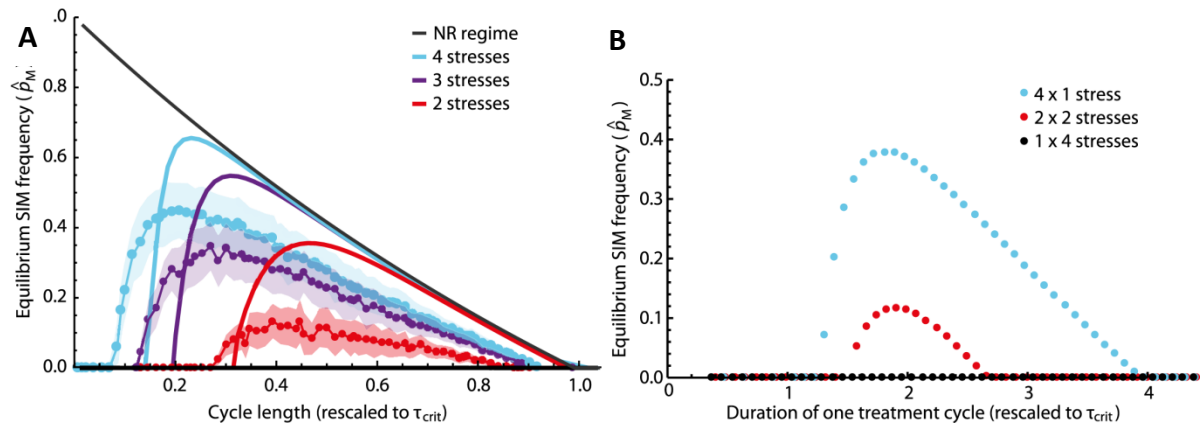 A
Equilibrium SIM frequency (p̂M)
.0
0.8
0.6
0.4
0.2
0.0
NR regime
4 stresses
3 stresses
2 stresses
0.2
0.4
0.6
0.8
1.0
Cycle length (rescaled to τcrit)
B
Equilibrium SIM frequency (p̂M)
0.5
0.4
0.3
0.2
0.1
0.0
4 x 1 stress
2 x 2 stresses
1 x 4 stresses
0
1
2
3
4
Duration of one treatment cycle (rescaled to τcrit)